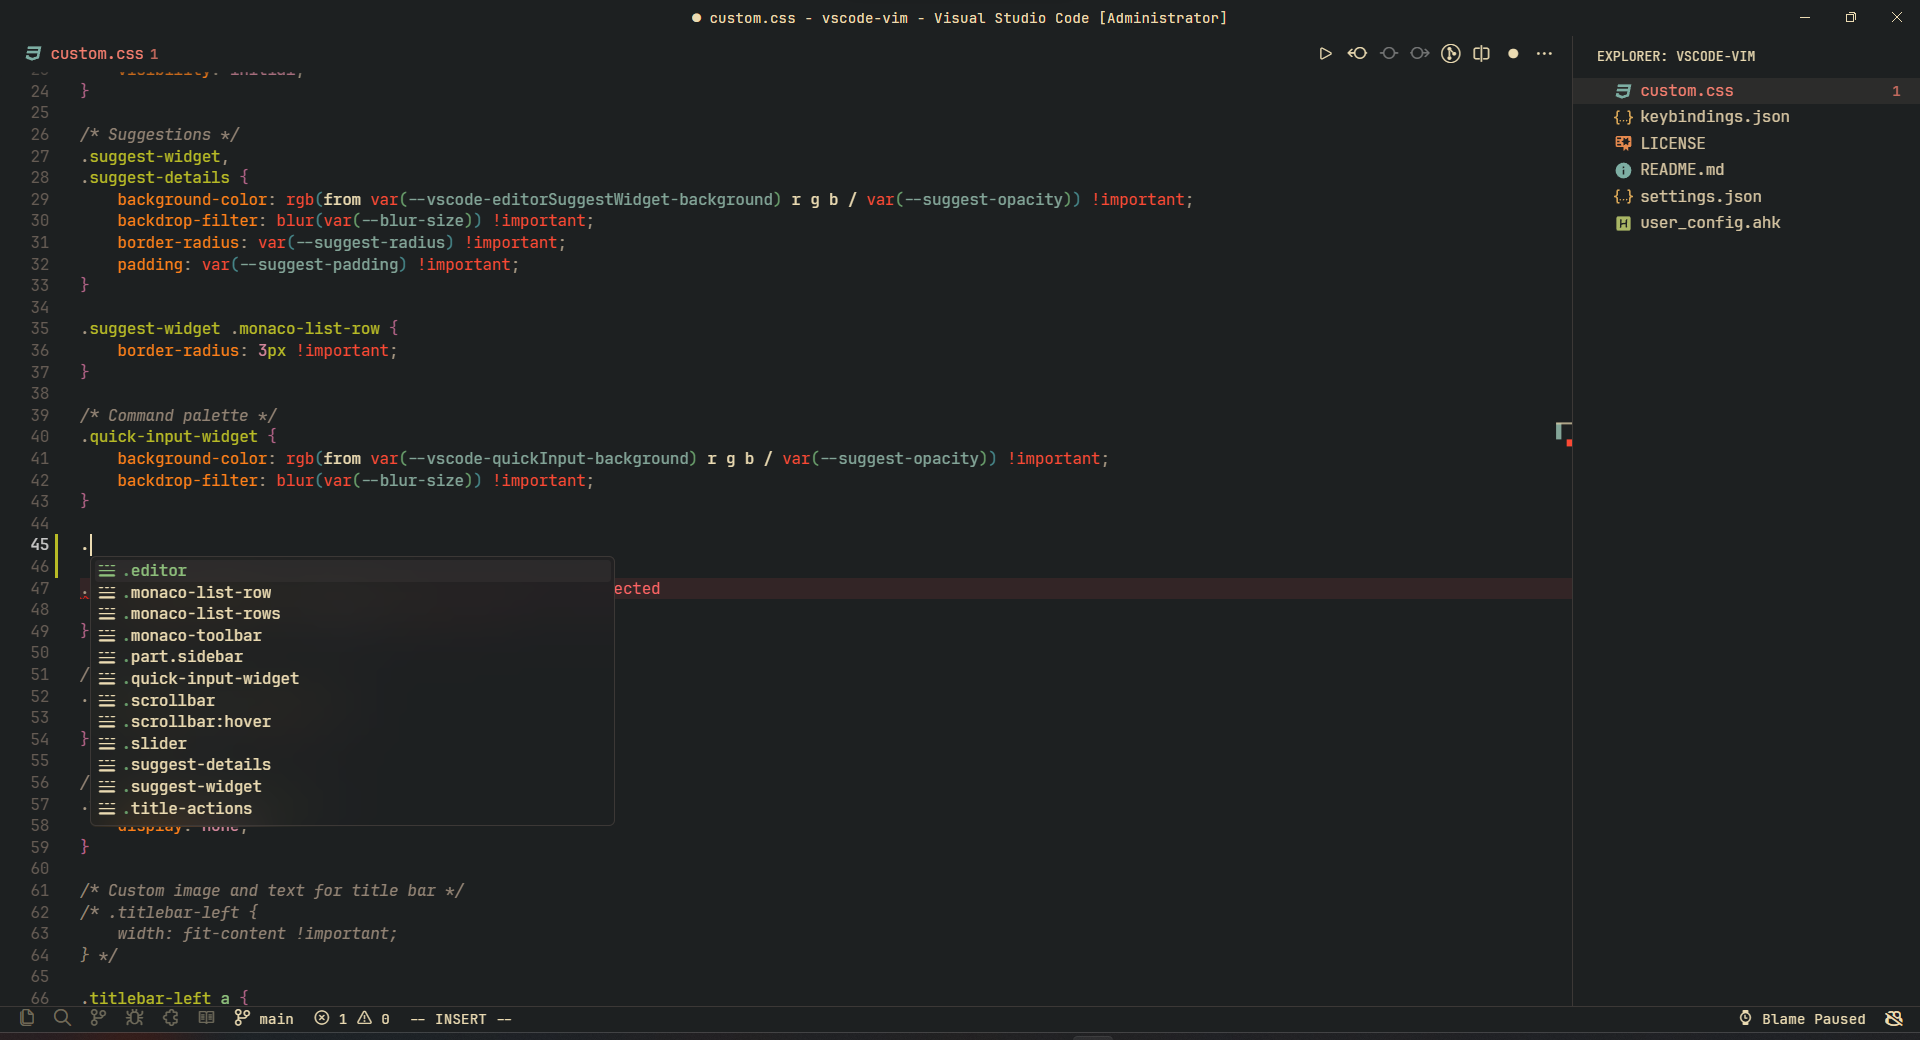 ● custom.css - vscode-vim - Visual Studio Code [Administrator]
custom.css 1
visibility: initial;
24 }
25
26 /* Suggestions */
27 .suggest-widget,
28 .suggest-details {
29 background-color: rgb(from var(--vscode-editorSuggestWidget-background) r g b / var(--suggest-opacity)) !important;
30 backdrop-filter: blur(var(--blur-size)) !important;
31 border-radius: var(--suggest-radius) !important;
32 padding: var(--suggest-padding) !important;
33 }
34
35 .suggest-widget .monaco-list-row {
36 border-radius: 3px !important;
37 }
38
39 /* Command palette */
40 .quick-input-widget {
41 background-color: rgb(from var(--vscode-quickInput-background) r g b / var(--suggest-opacity)) !important;
42 backdrop-filter: blur(var(--blur-size)) !important;
43 }
44
45 .
46 .editor
47 . .monaco-list-row ected
48 .monaco-list-rows
49 } .monaco-toolbar
50 .part.sidebar
51 / .quick-input-widget
52 . .scrollbar
53 .scrollbar:hover
54 } .slider
55 .suggest-details
56 / .suggest-widget
57 . .title-actions
58 display: none;
59 }
60
61 /* Custom image and text for title bar */
62 /* .titlebar-left {
63 width: fit-content !important;
64 } */
65
66 .titlebar-left a {
EXPLORER: VSCODE-VIM
custom.css 1
keybindings.json
LICENSE
README.md
settings.json
user_config.ahk
main 1 0 -- INSERT --
Blame Paused